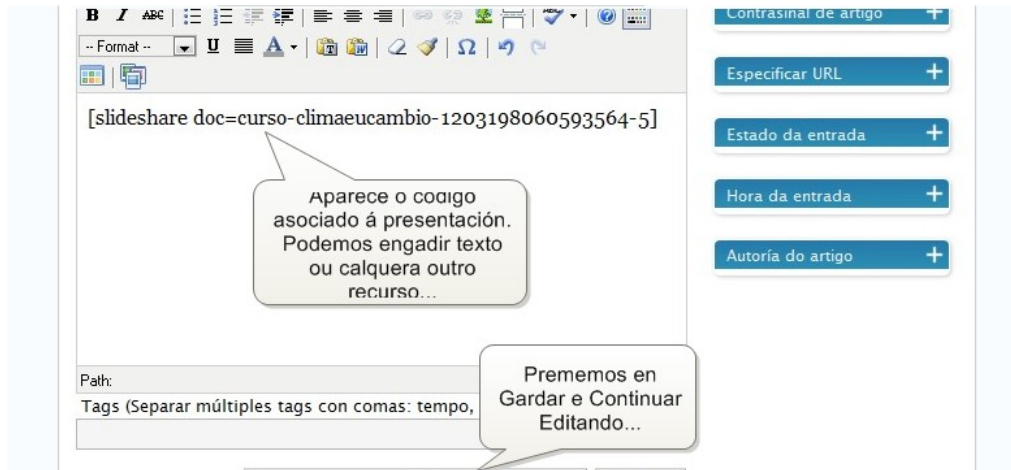 B I ABC
-- Format --
U A
[slideshare doc=curso-climaeucambio-1203198060593564-5]
Aparece o código
asociado á presentación.
Podemos engadir texto
ou calquera outro
recurso...
Path:
Tags (Separar múltiples tags con comas: tempo,
Prememos en
Gardar e Continuar
Editando...
Contrasinal de artigo +
Especificar URL +
Estado da entrada +
Hora da entrada +
Autoría do artigo +